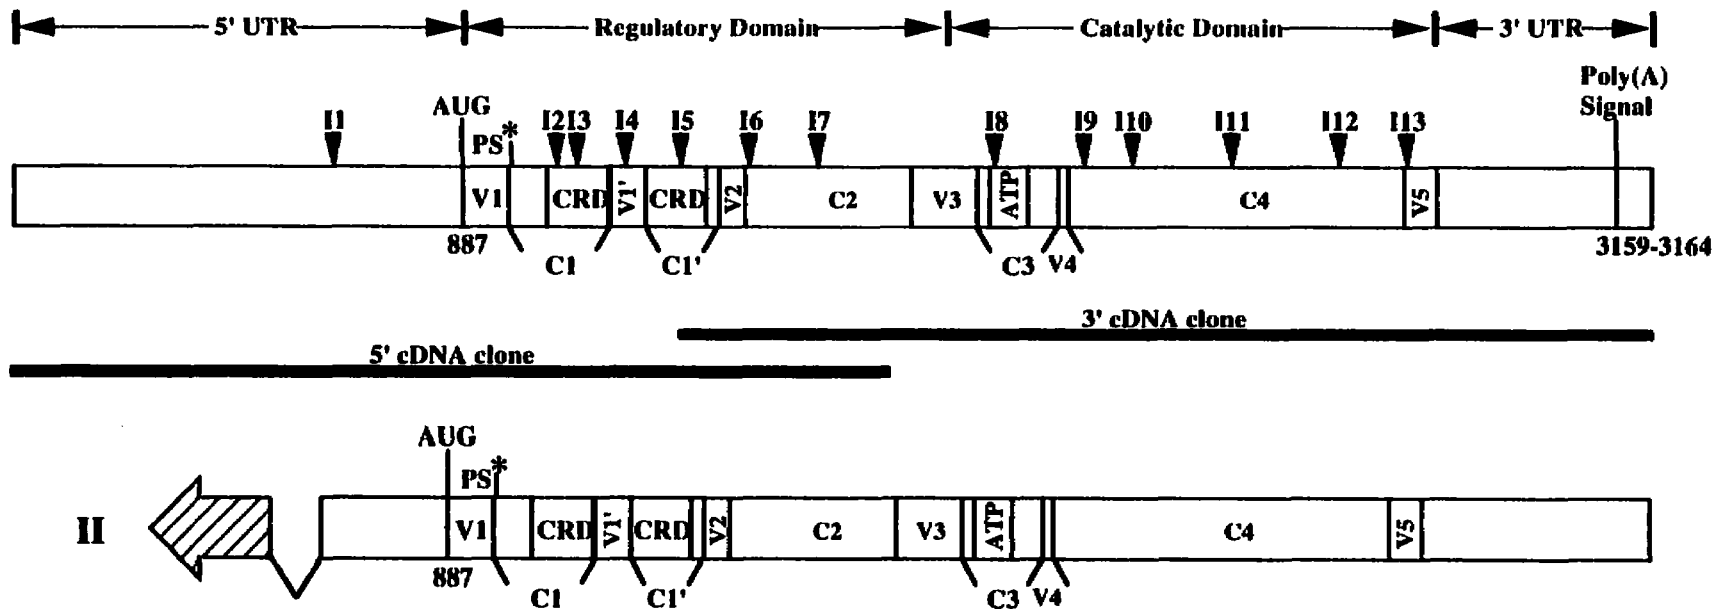 5' UTR Regulatory Domain Catalytic Domain 3' UTR
Poly(A)
Signal
AUG
I1 I2 I3 I4 I5 I6 I7 I8 I9 I10 I11 I12 I13
PS*
V1 CRD V1' CRD V2 C2 V3 ATP C4 V5
887 3159-3164
C1 C1' C3 V4
3' cDNA clone
5' cDNA clone
AUG
PS*
II V1 CRD V1' CRD V2 C2 V3 ATP C4 V5
887
C1 C1' C3 V4